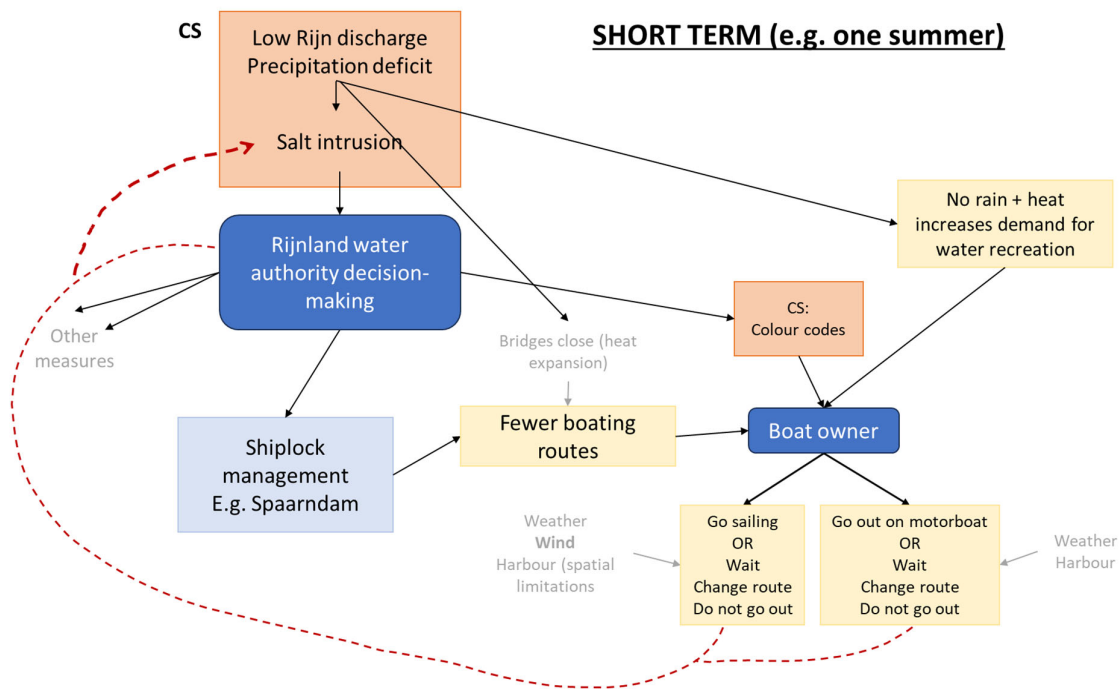 CS
SHORT TERM (e.g. one summer)
Low Rijn discharge
Precipitation deficit
Salt intrusion
No rain + heat
increases demand for
water recreation
Rijnland water
authority decision-
making
CS:
Colour codes
Other
measures
Bridges close (heat
expansion)
Fewer boating
routes
Boat owner
Shiplock
management
E.g. Spaarndam
Weather
Wind
Harbour (spatial
limitations
Go sailing
OR
Wait
Change route
Do not go out
Go out on motorboat
OR
Wait
Change route
Do not go out
Weather
Harbour